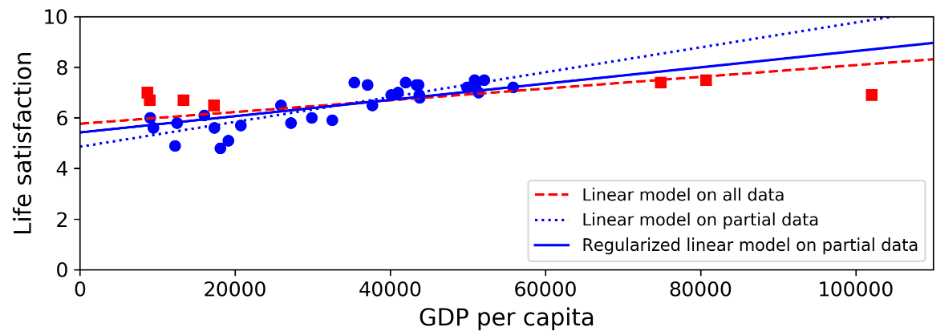 10
8
6
4
2
0
Life satisfaction
Linear model on all data
Linear model on partial data
Regularized linear model on partial data
0 20000 40000 60000 80000 100000
GDP per capita